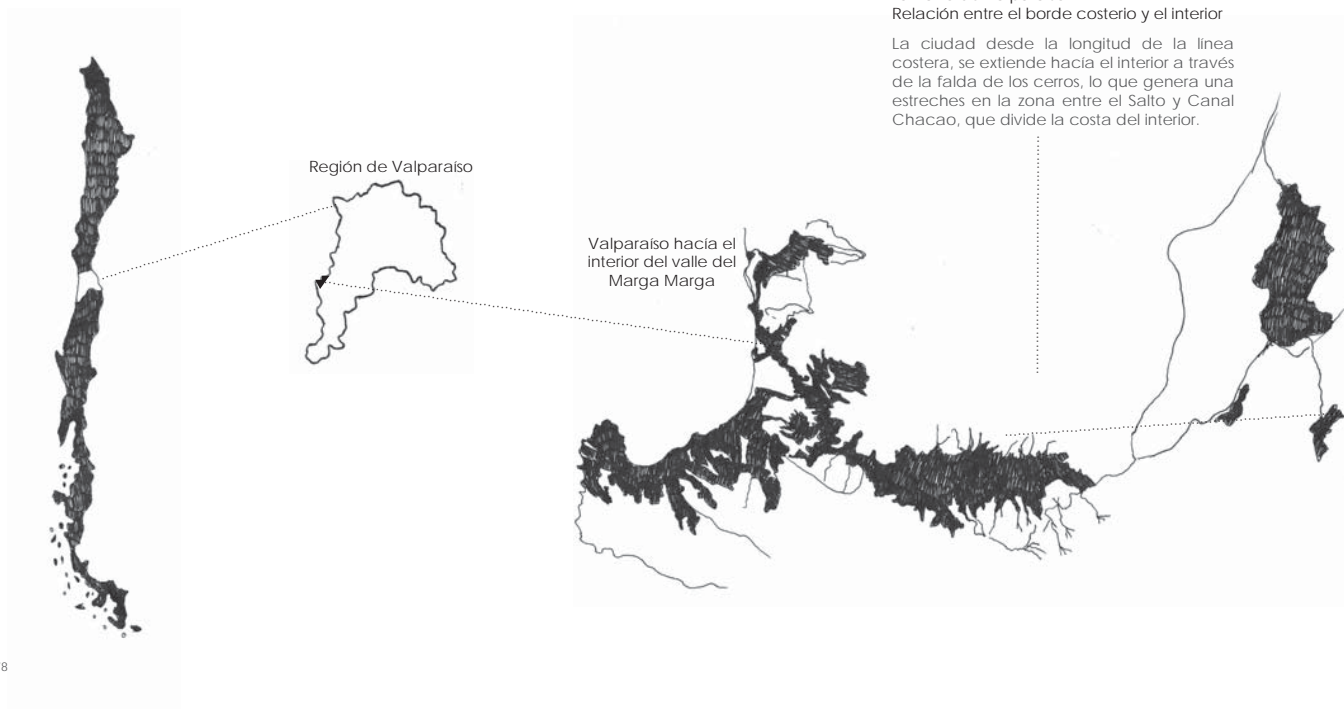 Relación entre el borde costerio y el interior
La ciudad desde la longitud de la línea
costera, se extiende hacía el interior a través
de la falda de los cerros, lo que genera una
estreches en la zona entre el Salto y Canal
Chacao, que divide la costa del interior.
Región de Valparaíso
Valparaíso hacía el
interior del valle del
Marga Marga
8